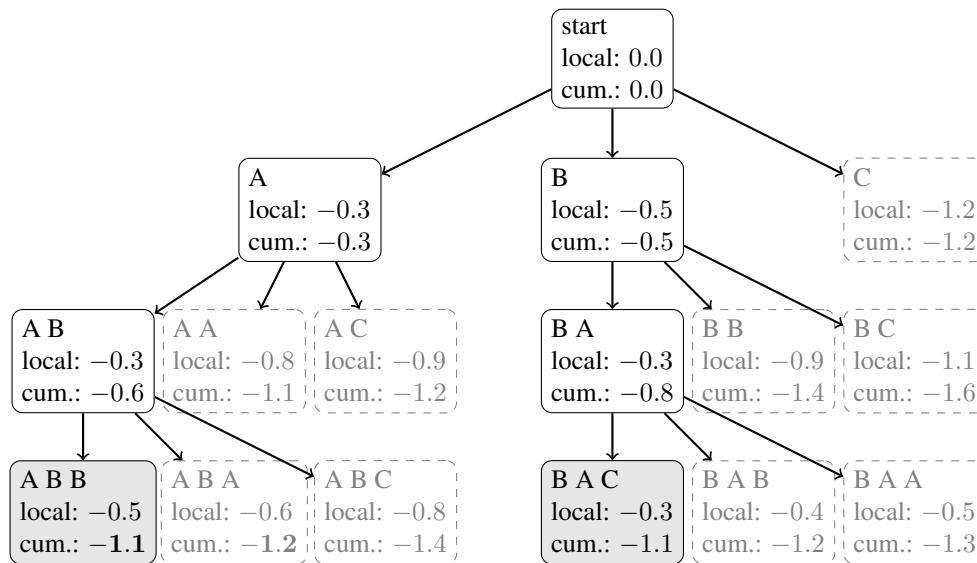 start
local: 0.0
cum.: 0.0
A
local: −0.3
cum.: −0.3
B
local: −0.5
cum.: −0.5
C
local: −1.2
cum.: −1.2
A B
local: −0.3
cum.: −0.6
A A
local: −0.8
cum.: −1.1
A C
local: −0.9
cum.: −1.2
B A
local: −0.3
cum.: −0.8
B B
local: −0.9
cum.: −1.4
B C
local: −1.1
cum.: −1.6
A B B
local: −0.5
cum.: −1.1
A B A
local: −0.6
cum.: −1.2
A B C
local: −0.8
cum.: −1.4
B A C
local: −0.3
cum.: −1.1
B A B
local: −0.4
cum.: −1.2
B A A
local: −0.5
cum.: −1.3